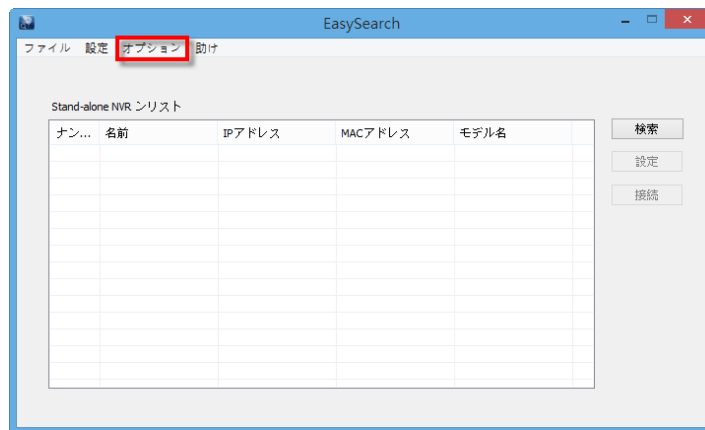 EasySearch
ファイル 設定 オプション 助け
Stand-alone NVR ンリスト
ナン... 名前 IPアドレス MACアドレス モデル名
検索
設定
接続